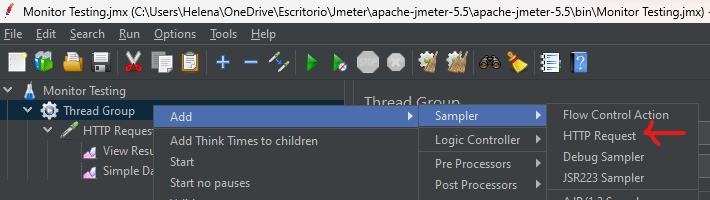 Monitor Testing.jmx (C:\Users\Helena\OneDrive\Escritorio\Jmeter\apache-jmeter-5.5\apache-jmeter-5.5\bin\Monitor Testing.jmx) -
File Edit Search Run Options Tools Help
Monitor Testing
Thread Group
HTTP Request
View Resu
Simple Da
Thread Group
Add
Add Think Times to children
Start
Start no pauses
Sampler
Logic Controller
Pre Processors
Post Processors
Flow Control Action
HTTP Request
Debug Sampler
JSR223 Sampler